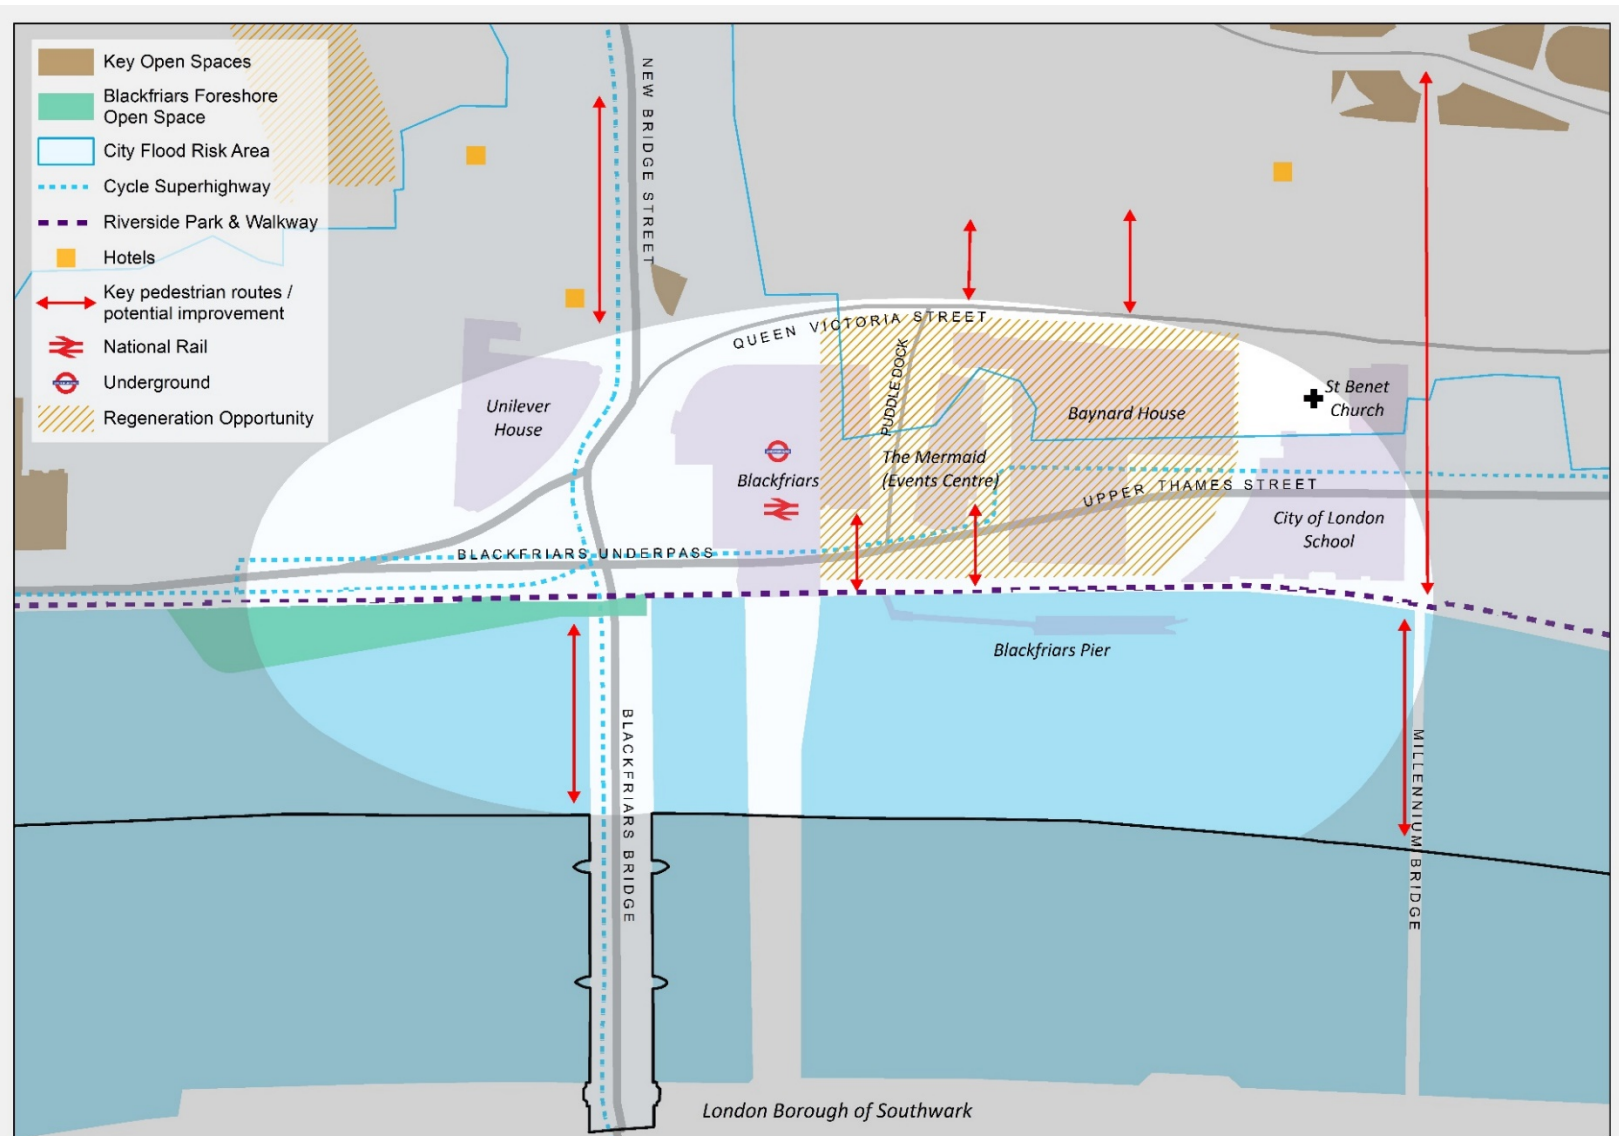 Key Open Spaces
Blackfriars Foreshore
Open Space
City Flood Risk Area
Cycle Superhighway
Riverside Park & Walkway
Hotels
Key pedestrian routes /
potential improvement
National Rail
Underground
Regeneration Opportunity
NEW BRIDGE STREET
QUEEN VICTORIA STREET
PUDDLE DOCK
Unilever
House
St Benet
Church
Baynard House
The Mermaid
(Events Centre)
Blackfriars
UPPER THAMES STREET
City of London
School
BLACKFRIARS UNDERPASS
Blackfriars Pier
BLACKFRIARS BRIDGE
MILLENNIUM BRIDGE
London Borough of Southwark